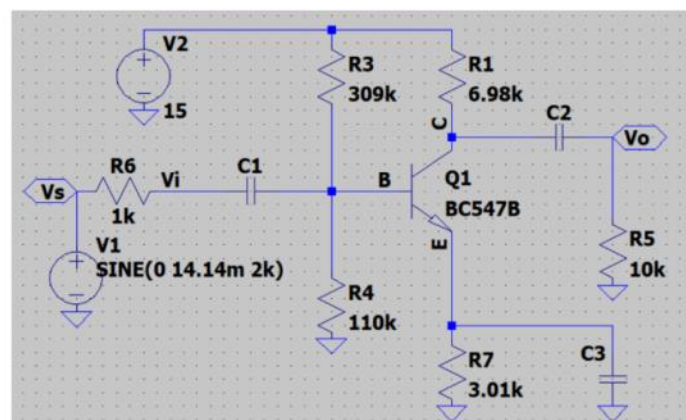 V2
15
R3
309k
R1
6.98k
C
C2
Vo
Vs
R6
1k
Vi
C1
B
Q1
BC547B
E
V1
SINE(0 14.14m 2k)
R4
110k
R5
10k
R7
3.01k
C3